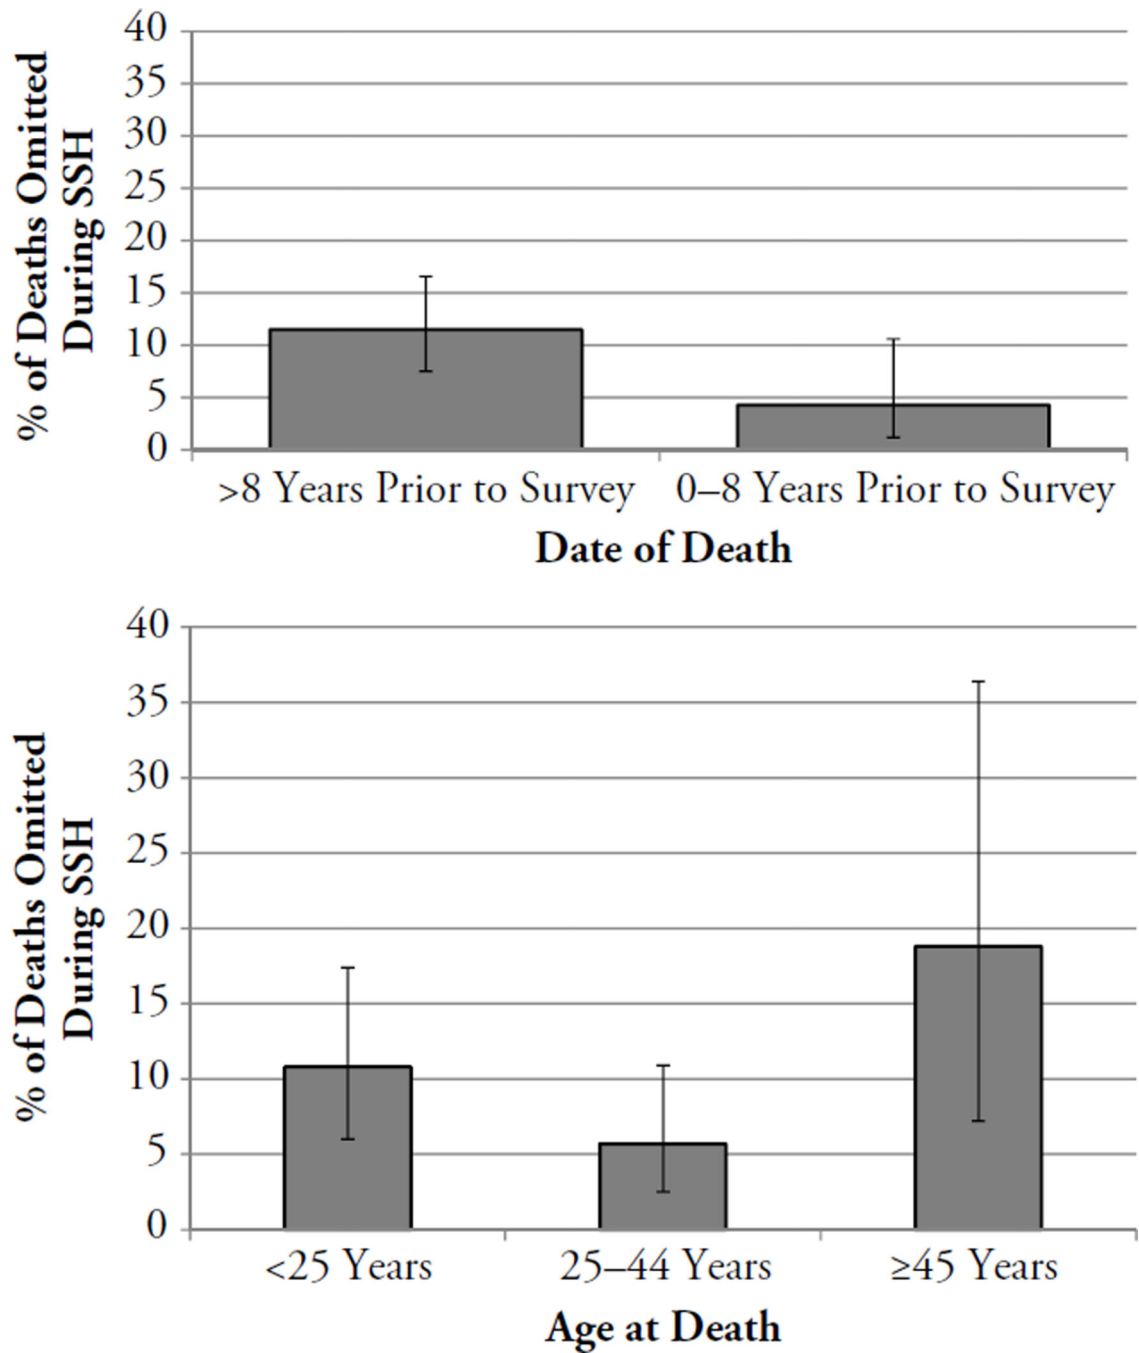 % of Deaths Omitted
During SSH
40
35
30
25
20
15
10
5
0
>8 Years Prior to Survey
0–8 Years Prior to Survey
Date of Death
% of Deaths Omitted
During SSH
40
35
30
25
20
15
10
5
0
<25 Years
25–44 Years
≥45 Years
Age at Death